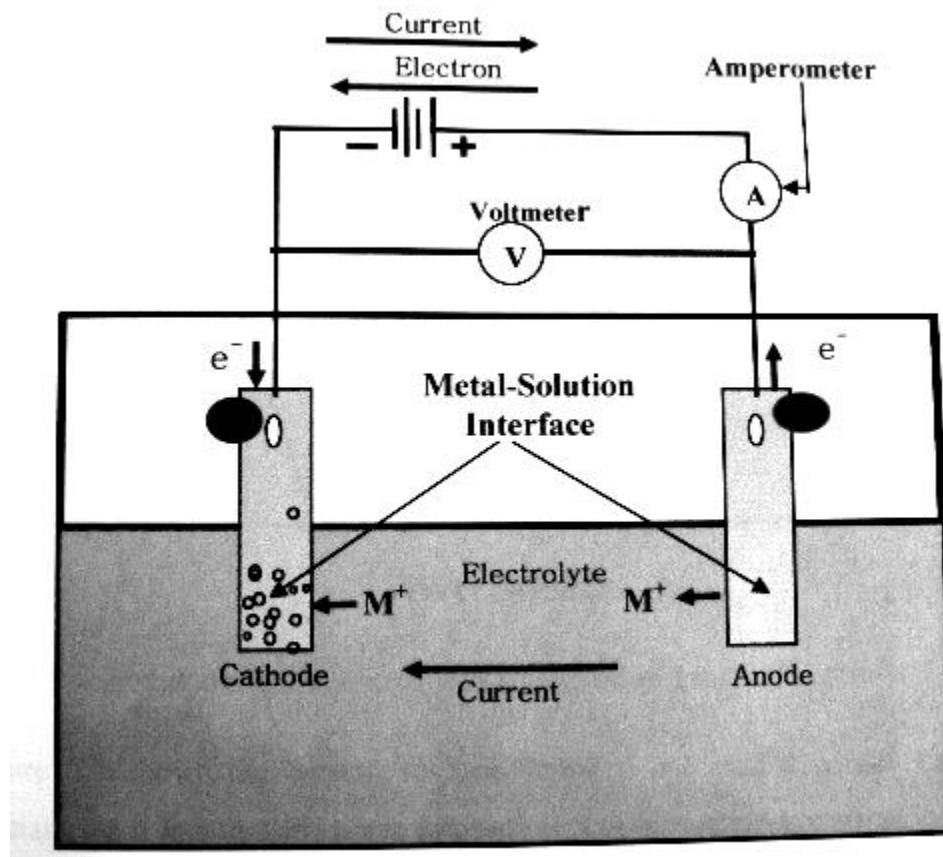 Current
Electron
Amperometer
− +
A
Voltmeter
V
e⁻
e⁻
Metal-Solution
Interface
Electrolyte
M⁺
M⁺
Cathode
Anode
Current